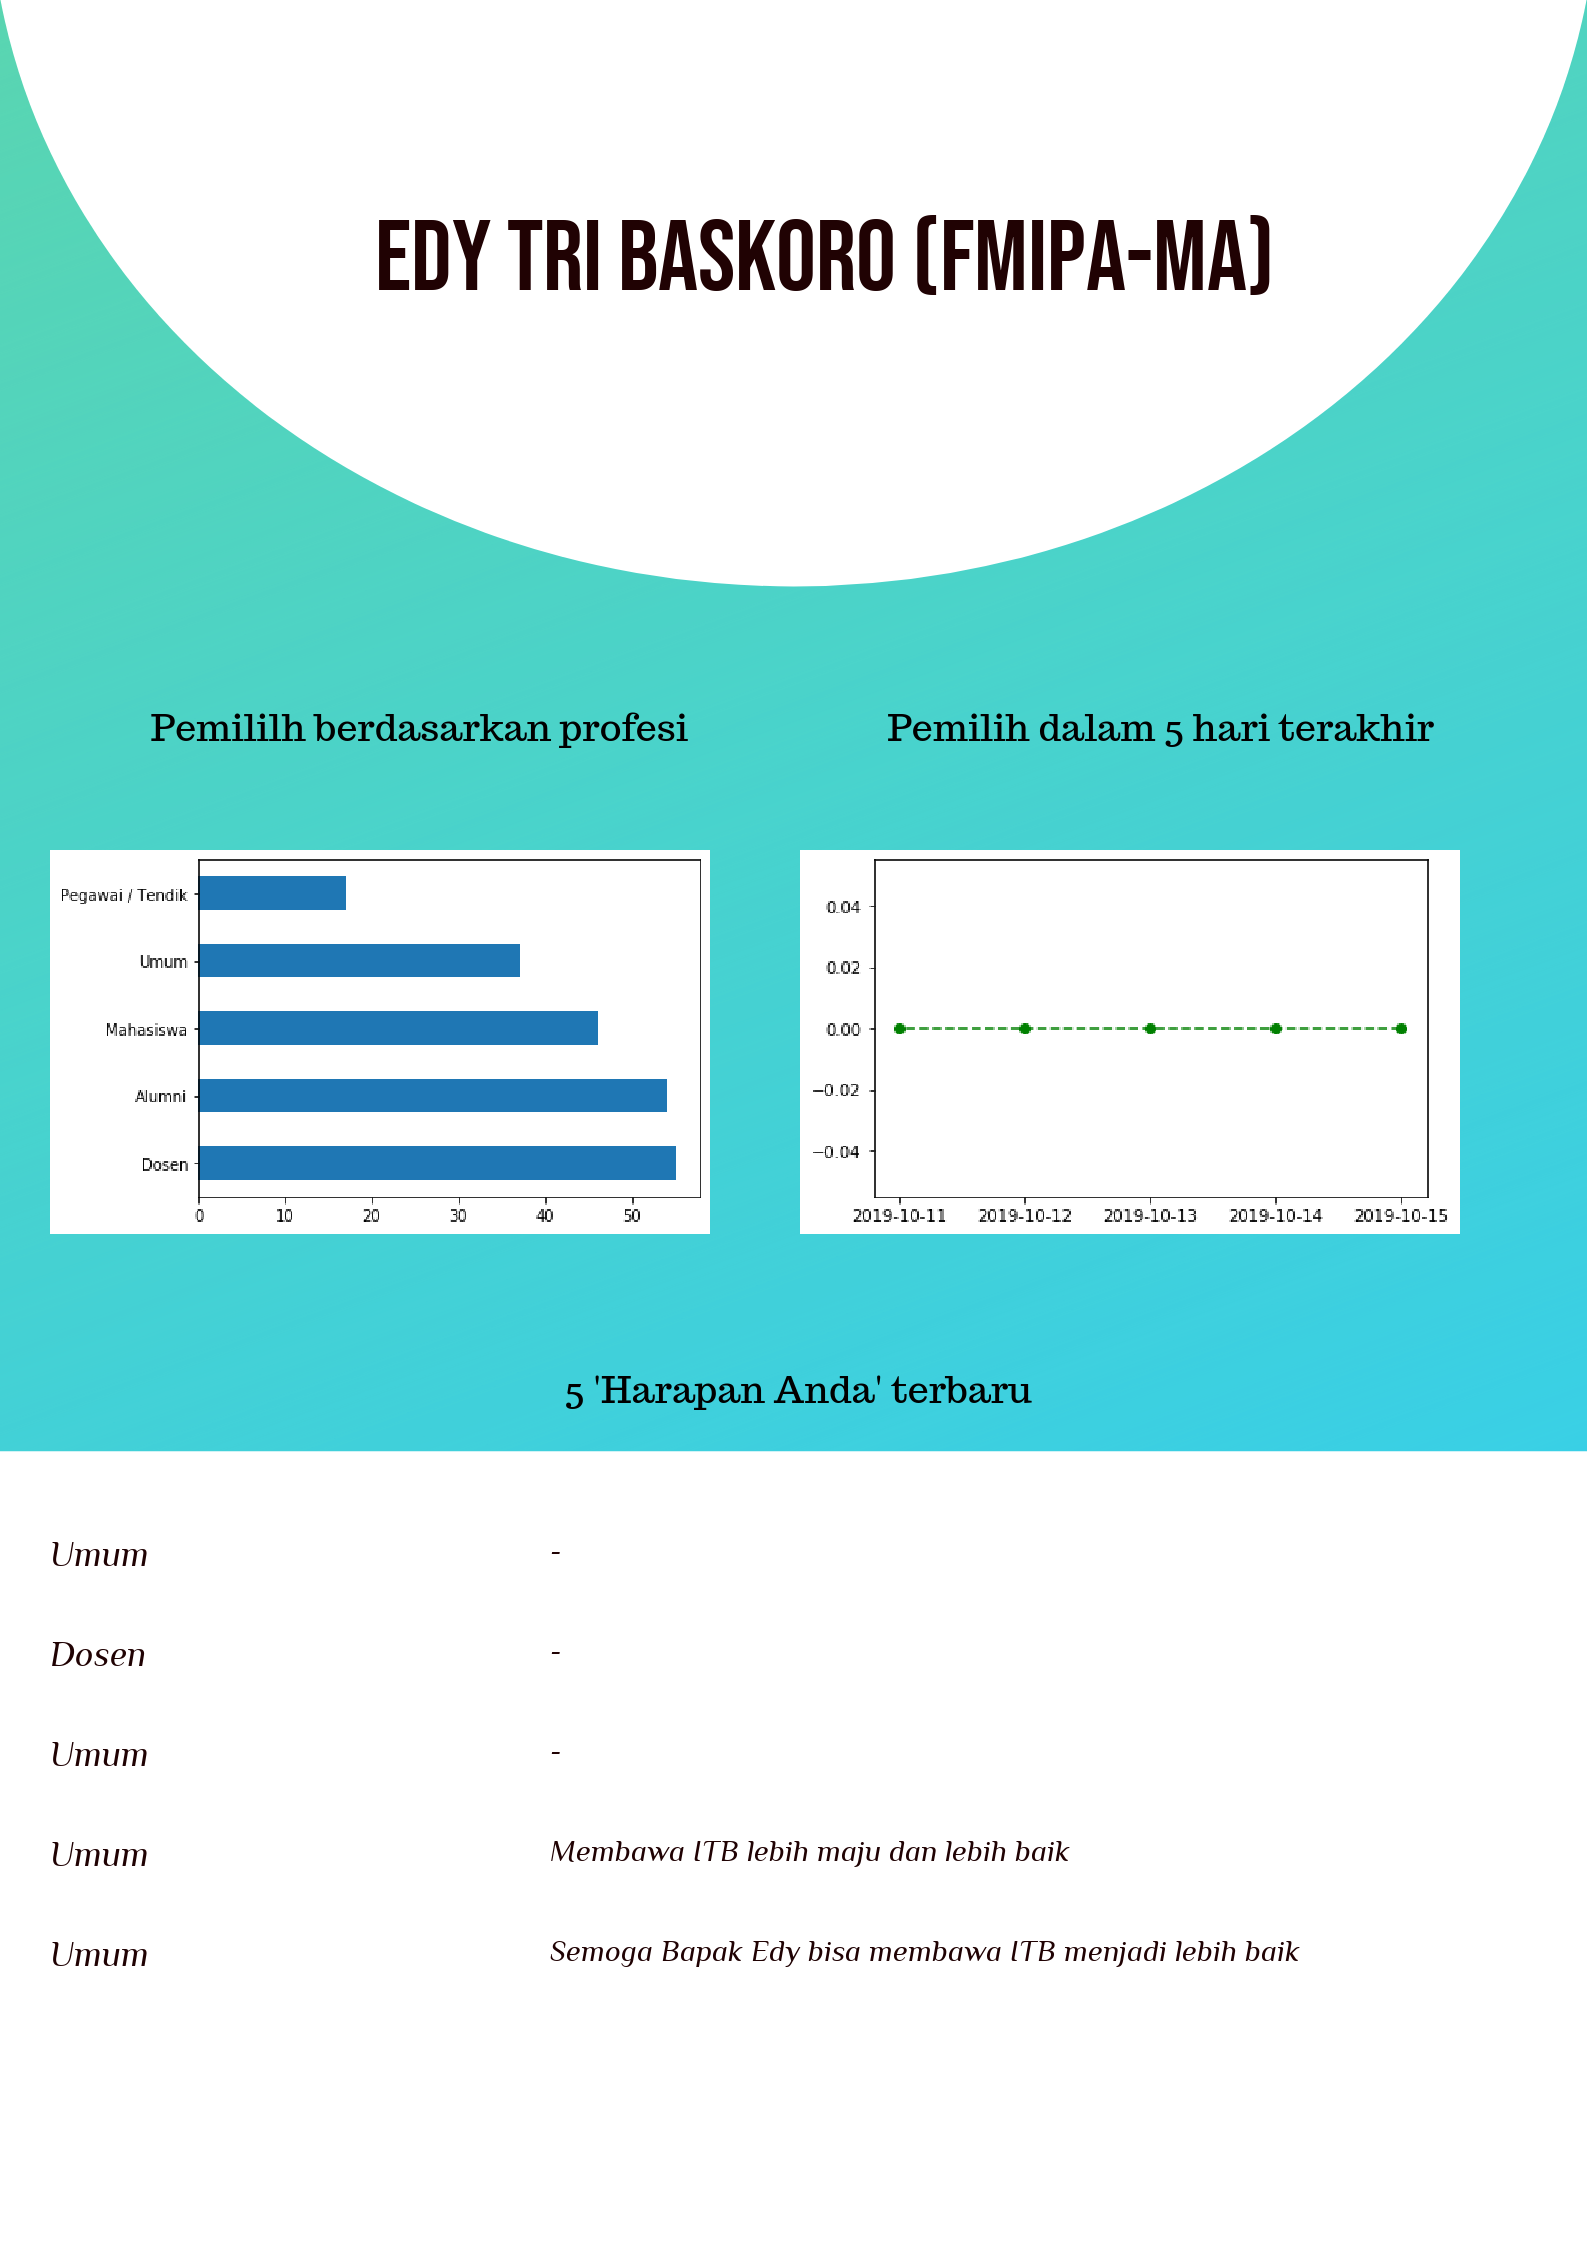 EDY TRI BASKORO (FMIPA-MA)
Pemililh berdasarkan profesi
Pemilih dalam 5 hari terakhir
Pegawai / Tendik
Umum
Mahasiswa
Alumni
Dosen
0 10 20 30 40 50
0.04
0.02
0.00
−0.02
−0.04
2019-10-11 2019-10-12 2019-10-13 2019-10-14 2019-10-15
5 'Harapan Anda' terbaru
Umum -
Dosen -
Umum -
Umum Membawa ITB lebih maju dan lebih baik
Umum Semoga Bapak Edy bisa membawa ITB menjadi lebih baik